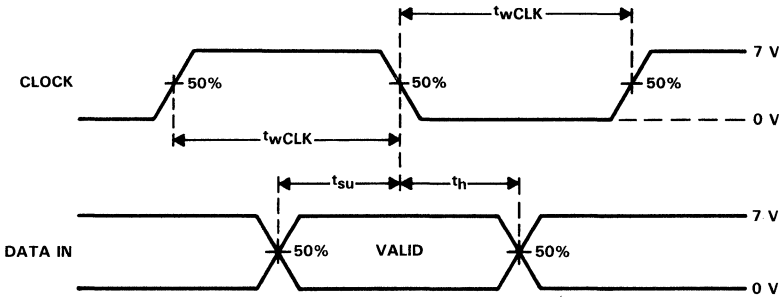 twCLK
7 V
CLOCK
50%
50%
50%
twCLK
0 V
tsu
th
7 V
DATA IN
50%
VALID
50%
0 V